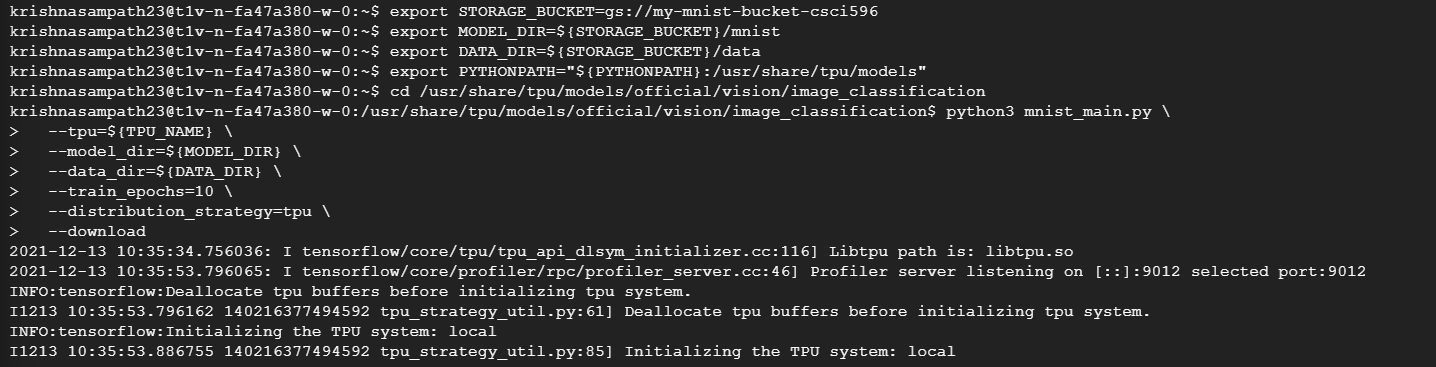 krishnasampath23@t1v-n-fa47a380-w-0:~$ export STORAGE_BUCKET=gs://my-mnist-bucket-csci596
krishnasampath23@t1v-n-fa47a380-w-0:~$ export MODEL_DIR=${STORAGE_BUCKET}/mnist
krishnasampath23@t1v-n-fa47a380-w-0:~$ export DATA_DIR=${STORAGE_BUCKET}/data
krishnasampath23@t1v-n-fa47a380-w-0:~$ export PYTHONPATH="${PYTHONPATH}:/usr/share/tpu/models"
krishnasampath23@t1v-n-fa47a380-w-0:~$ cd /usr/share/tpu/models/official/vision/image_classification
krishnasampath23@t1v-n-fa47a380-w-0:/usr/share/tpu/models/official/vision/image_classification$ python3 mnist_main.py \
>   --tpu=${TPU_NAME} \
>   --model_dir=${MODEL_DIR} \
>   --data_dir=${DATA_DIR} \
>   --train_epochs=10 \
>   --distribution_strategy=tpu \
>   --download
2021-12-13 10:35:34.756036: I tensorflow/core/tpu/tpu_api_dlsym_initializer.cc:116] Libtpu path is: libtpu.so
2021-12-13 10:35:53.796065: I tensorflow/core/profiler/rpc/profiler_server.cc:46] Profiler server listening on [::]:9012 selected port:9012
INFO:tensorflow:Deallocate tpu buffers before initializing tpu system.
I1213 10:35:53.796162 140216377494592 tpu_strategy_util.py:61] Deallocate tpu buffers before initializing tpu system.
INFO:tensorflow:Initializing the TPU system: local
I1213 10:35:53.886755 140216377494592 tpu_strategy_util.py:85] Initializing the TPU system: local